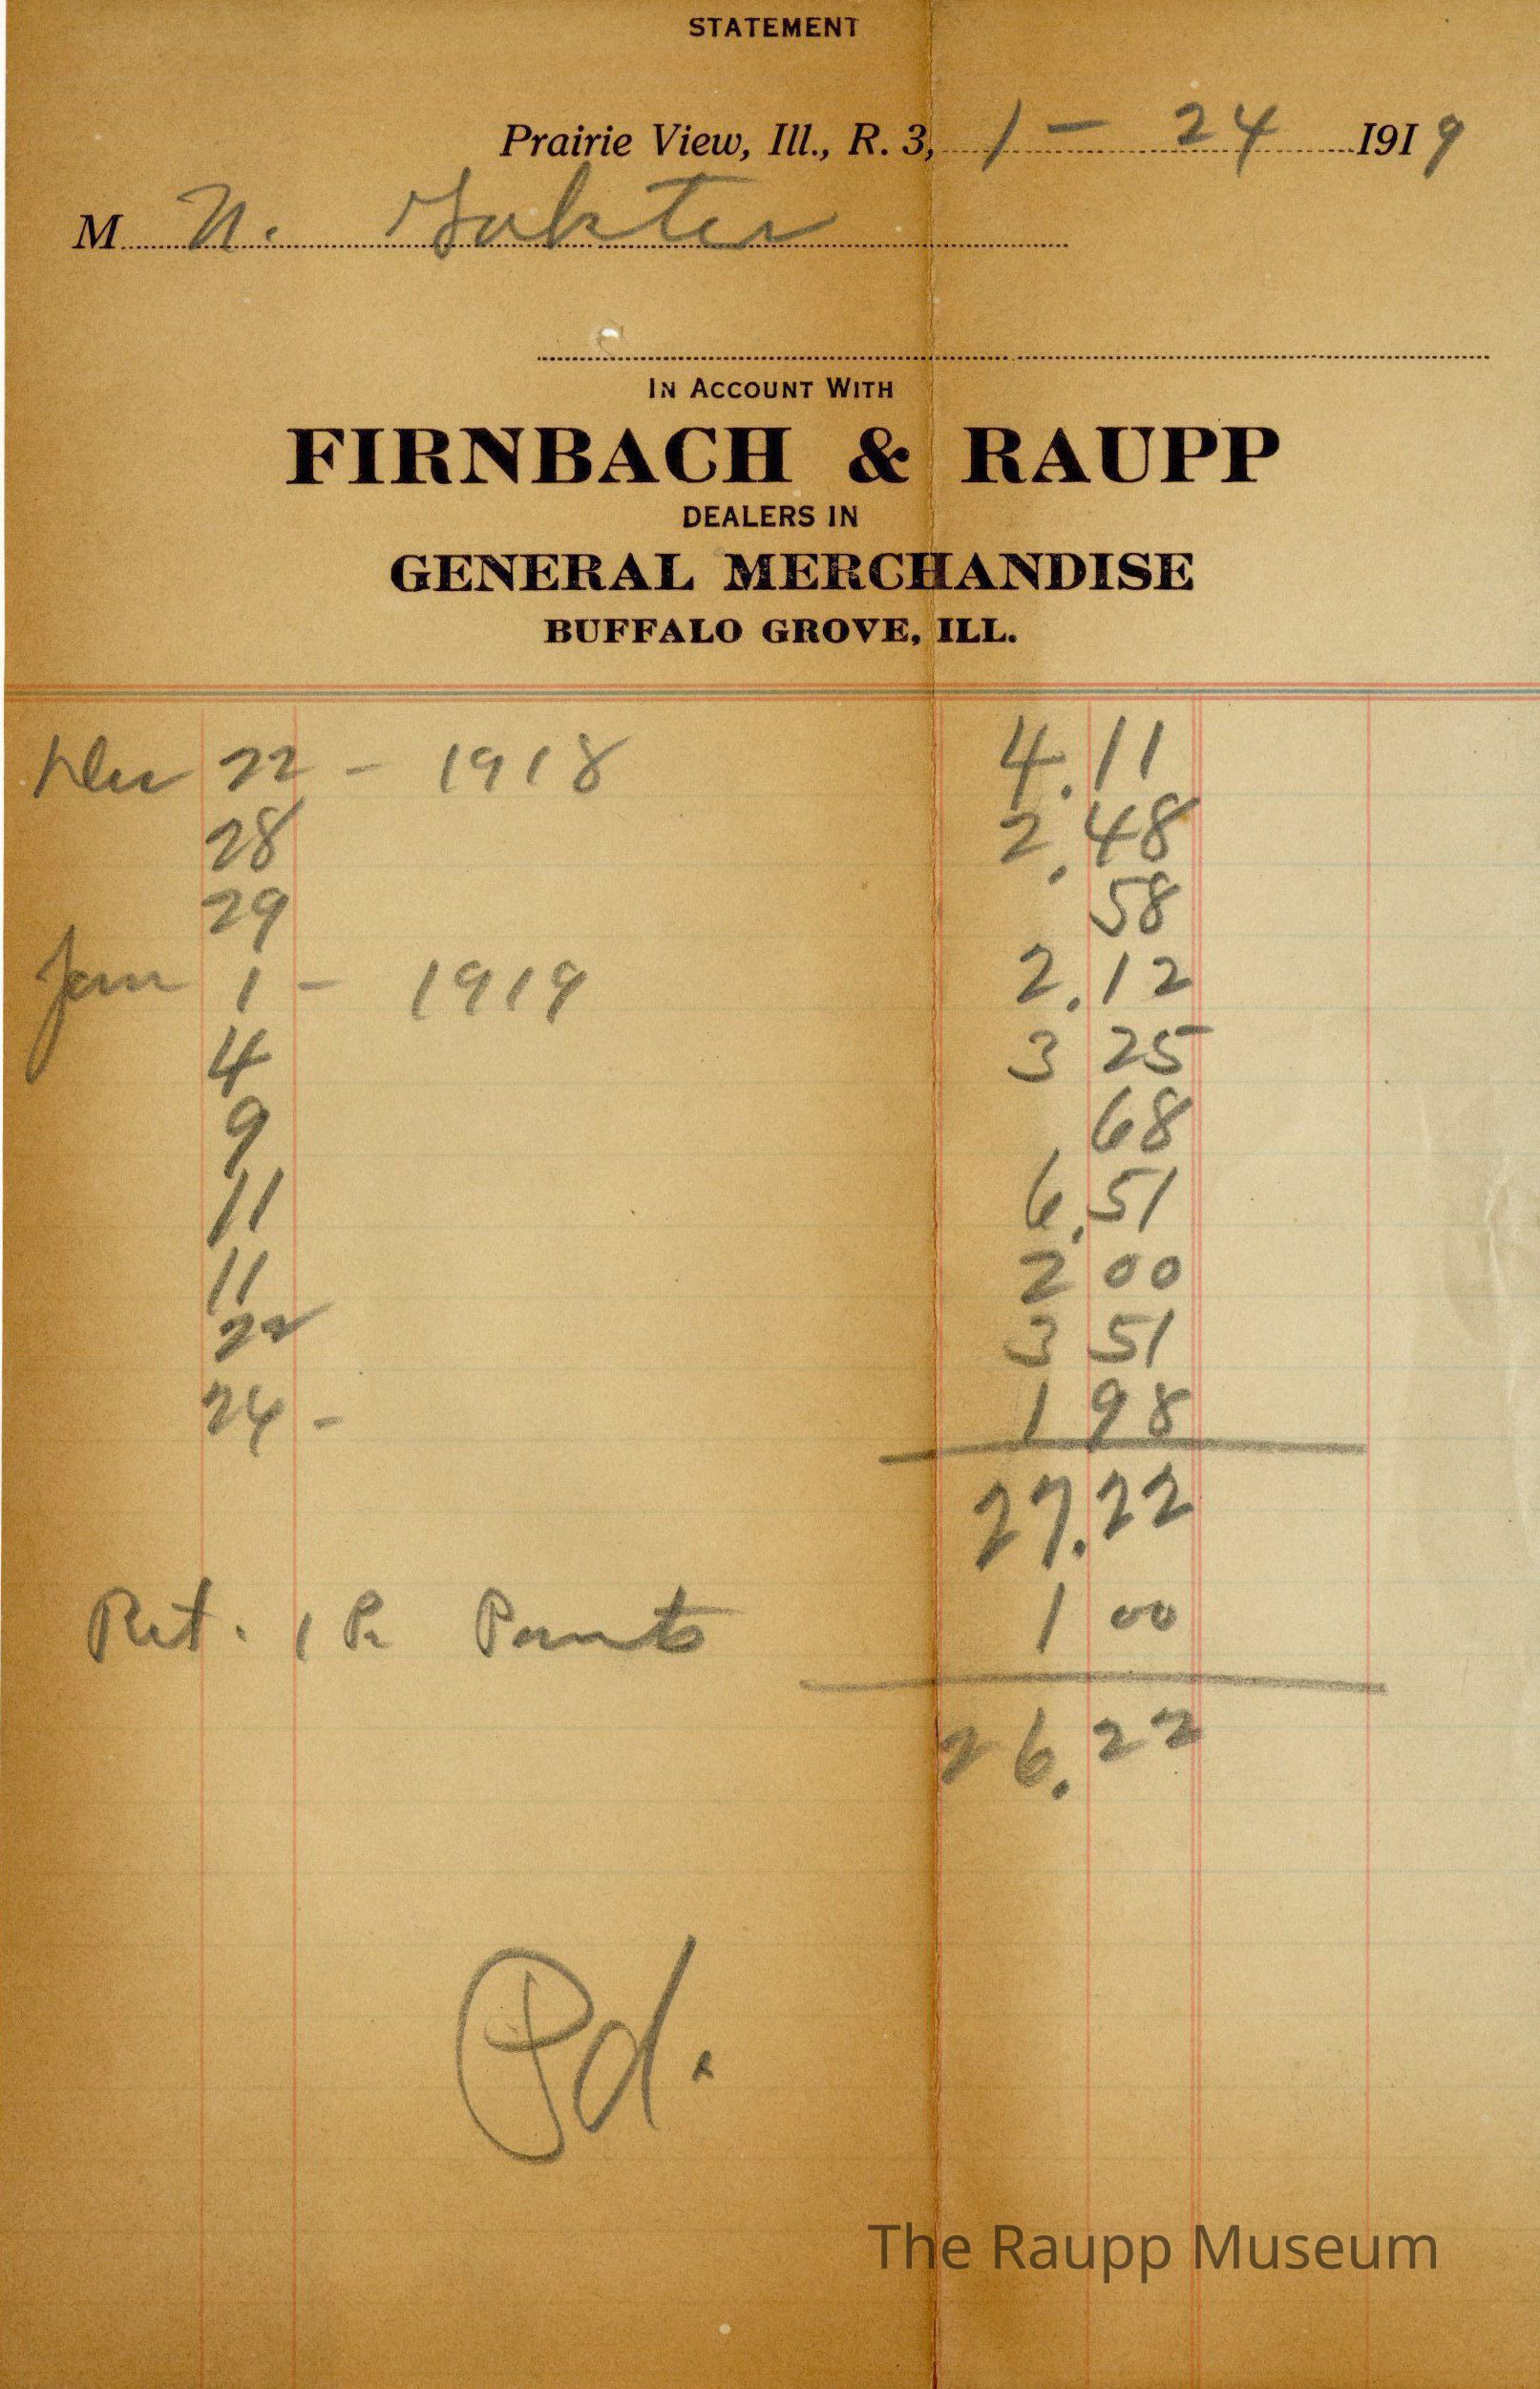 STATEMENT
Prairie View, Ill., R. 3, 1 - 24 1919
M N.
In Account With
FIRNBACH & RAUPP
DEALERS IN
GENERAL MERCHANDISE
BUFFALO GROVE, ILL.
Dec 22 - 1918 4.11
28 2.48
29 58
Jan 1 - 1919 2.12
4 3 25
9 68
11 6.51
11 2 00
22 3 51
24 - 1 98
27.22
Ret. 1 Pr Pants 1 00
26.22
Pd.
The Raupp Museum